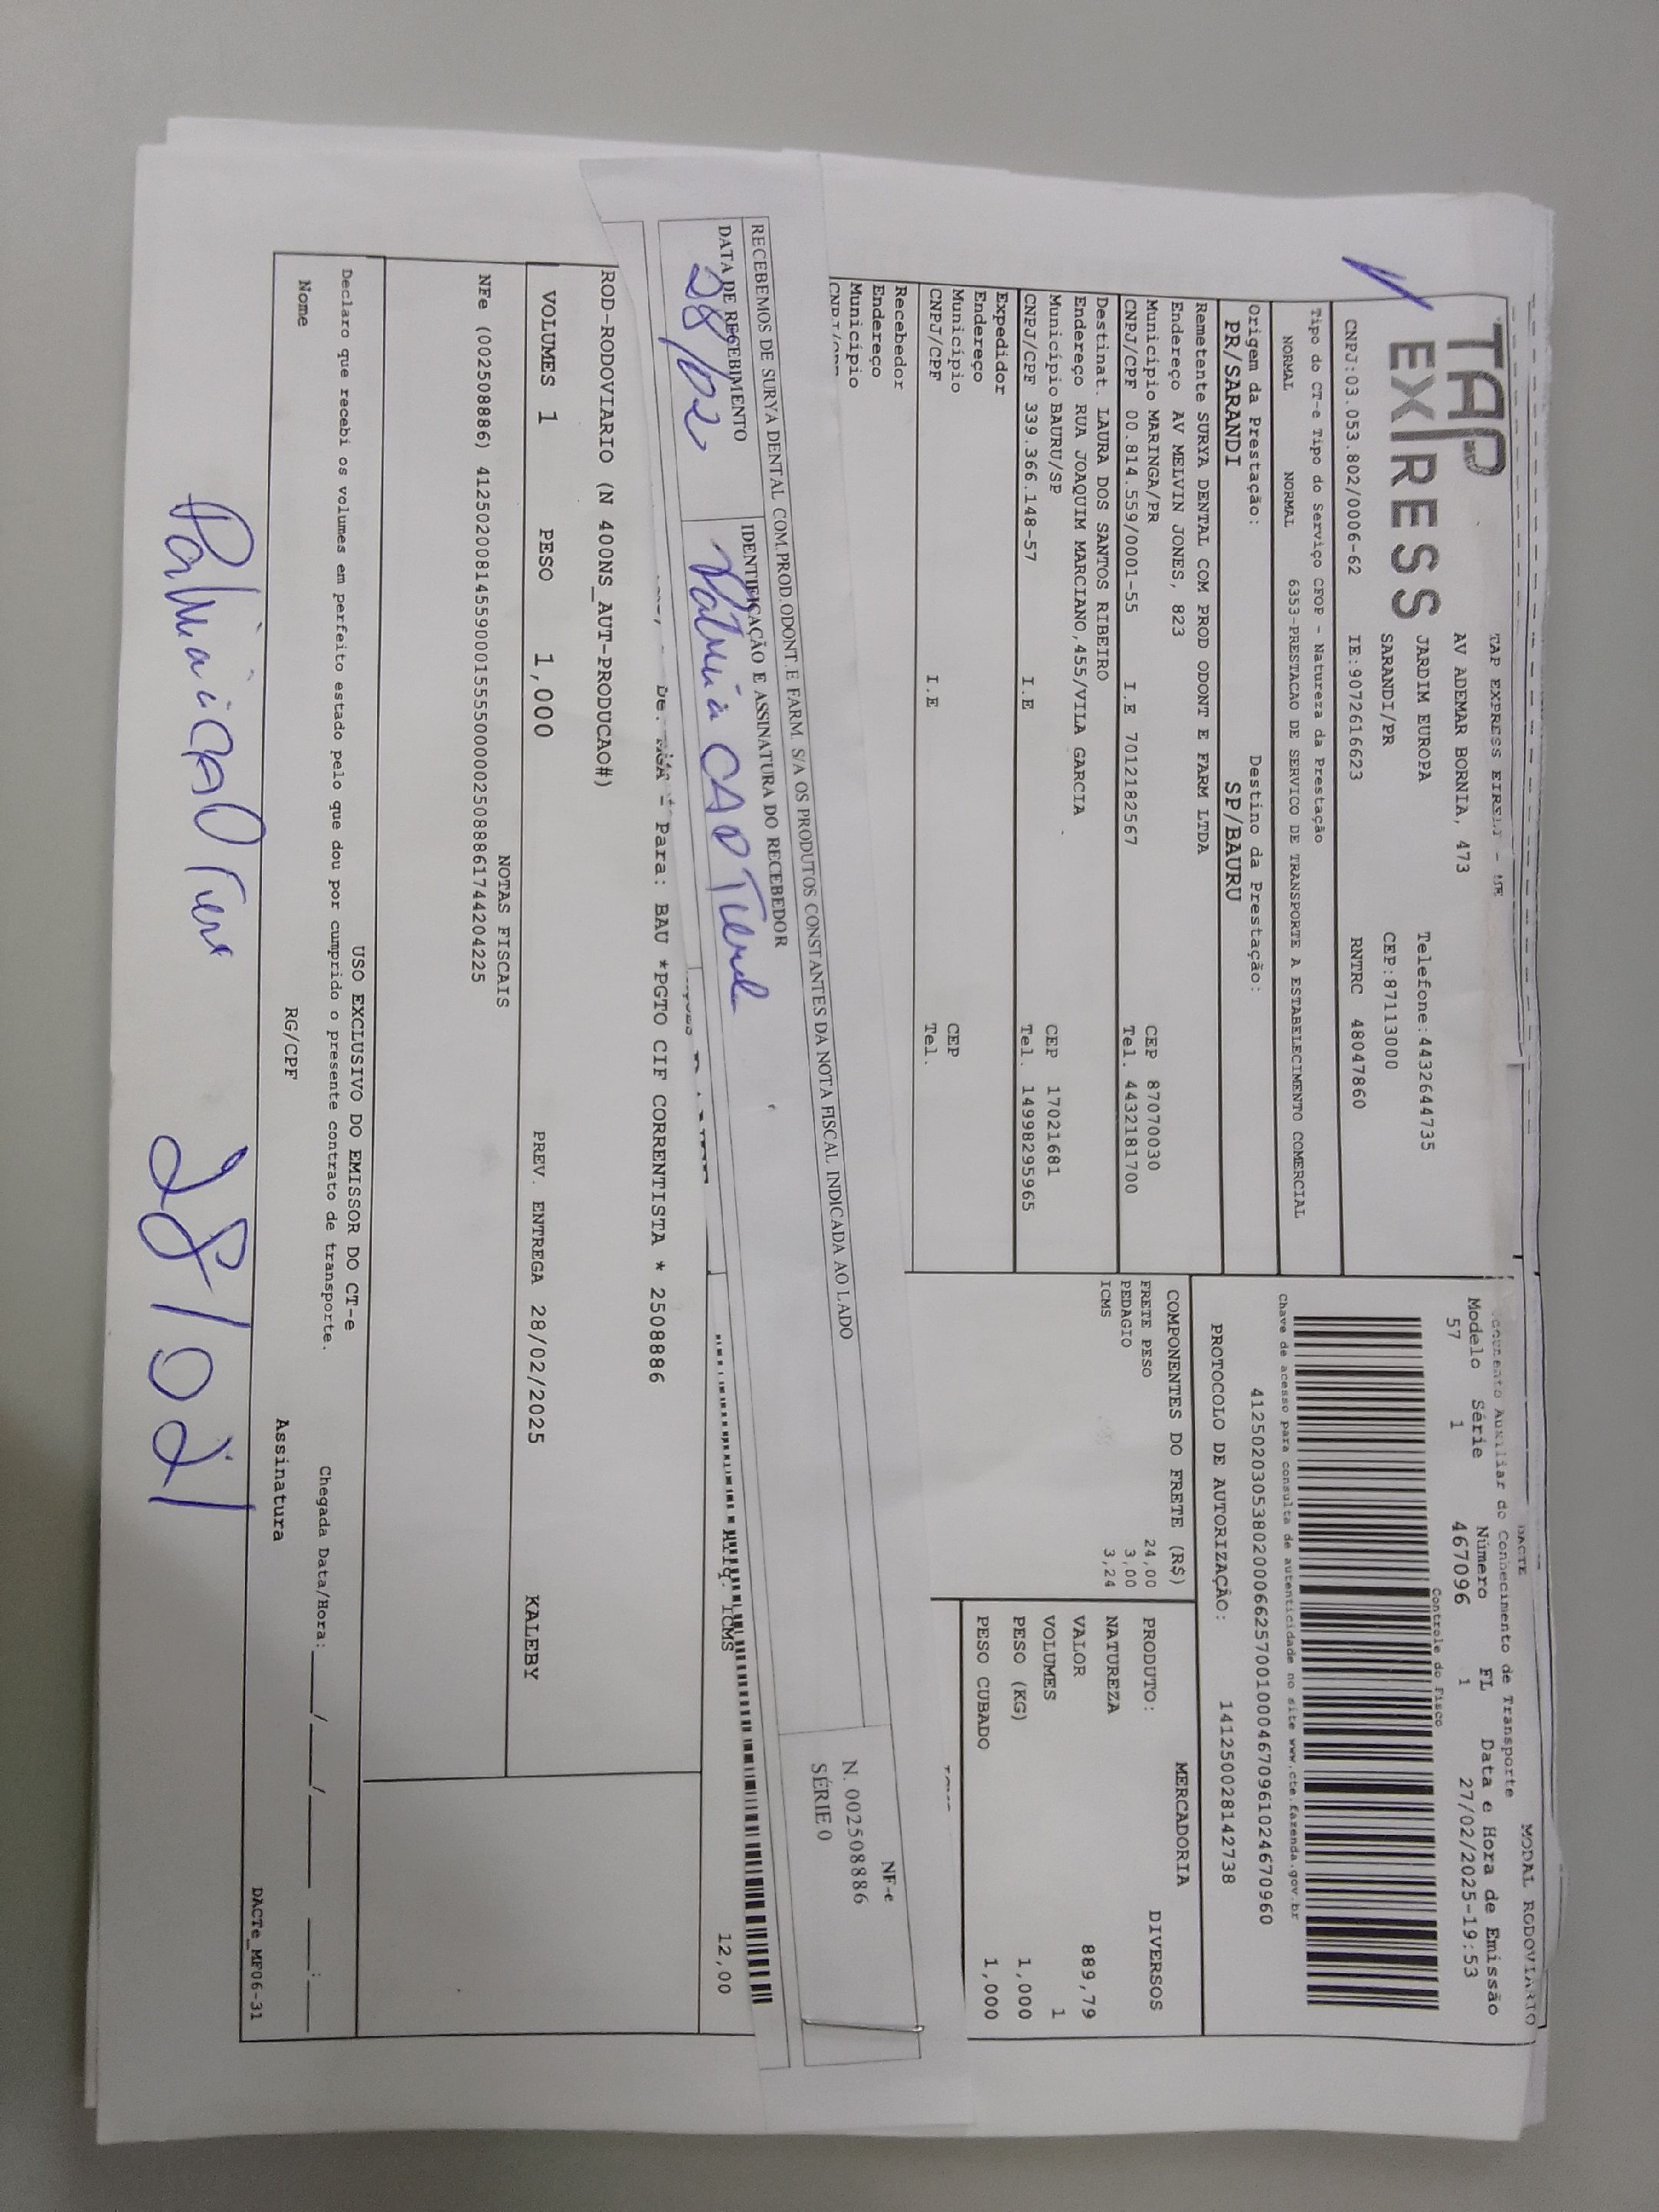 TAP
EXPRESS
TAP EXPRESS EIRELI - ME
AV ADEMAR BORNIA, 473
JARDIM EUROPA Telefone:4432644735
SARANDI/PR CEP:87113000
CNPJ:03.053.802/0006-62 IE:9072616623 RNTRC 48047860
Tipo do CT-e Tipo do Serviço CFOP - Natureza da Prestação
NORMAL NORMAL 6353-PRESTACAO DE SERVICO DE TRANSPORTE A ESTABELECIMENTO COMERCIAL
Origem da Prestação: Destino da Prestação:
PR/SARANDI SP/BAURU
Remetente SURYA DENTAL COM PROD ODONT E FARM LTDA
Endereço AV MELVIN JONES, 823
Municipio MARINGA/PR CEP 87070030
CNPJ/CPF 00.814.559/0001-55 I.E 7012182567 Tel. 4432181700
Destinat. LAURA DOS SANTOS RIBEIRO
Endereço RUA JOAQUIM MARCIANO,455/VILA GARCIA
Município BAURU/SP CEP 17021681
CNPJ/CPF 339.366.148-57 I.E Tel. 14998295965
Expedidor
Endereço
Município CEP
CNPJ/CPF I.E Tel.
Recebedor
Endereço
Município
CNPJ/CPF
DACTE MODAL RODOVIARIO
Documento Auxiliar do Conhecimento de Transporte
Modelo Série Número FL Data e Hora de Emissão
57 1 467096 1 27/02/2025-19:53
Controle do Fisco
Chave de acesso para consulta de autenticidade no site www.cte.fazenda.gov.br
41250203053802000662570010004670961024670960
PROTOCOLO DE AUTORIZAÇÃO: 141250028142738
COMPONENTES DO FRETE (R$)
FRETE PESO 24,00
PEDAGIO 3,00
ICMS 3,24
MERCADORIA
PRODUTO: DIVERSOS
NATUREZA
VALOR 889,79
VOLUMES 1
PESO (KG) 1,000
PESO CUBADO 1,000
RECEBEMOS DE SURYA DENTAL COM.PROD.ODONT.E FARM. S/A OS PRODUTOS CONSTANTES DA NOTA FISCAL INDICADA AO LADO
DATA DE RECEBIMENTO IDENTIFICAÇÃO E ASSINATURA DO RECEBEDOR
28/02
NF-e
N. 002508886
SÉRIE 0
ICMS 12,00
Para: BAU *PGTO CIF CORRENTISTA * 2508886
ROD-RODOVIARIO (N 400NS_AUT-PRODUCAO#)
VOLUMES 1 PESO 1,000 PREV. ENTREGA 28/02/2025 KALEBY
NOTAS FISCAIS
NFe (002508886) 41250200814559000155550000025088861744204225
USO EXCLUSIVO DO EMISSOR DO CT-e
Declaro que recebi os volumes em perfeito estado pelo que dou por cumprido o presente contrato de transporte. Chegada Data/Hora: ___/___/____ ___:___
Nome RG/CPF Assinatura
DACTe_MF06-31
28/02/